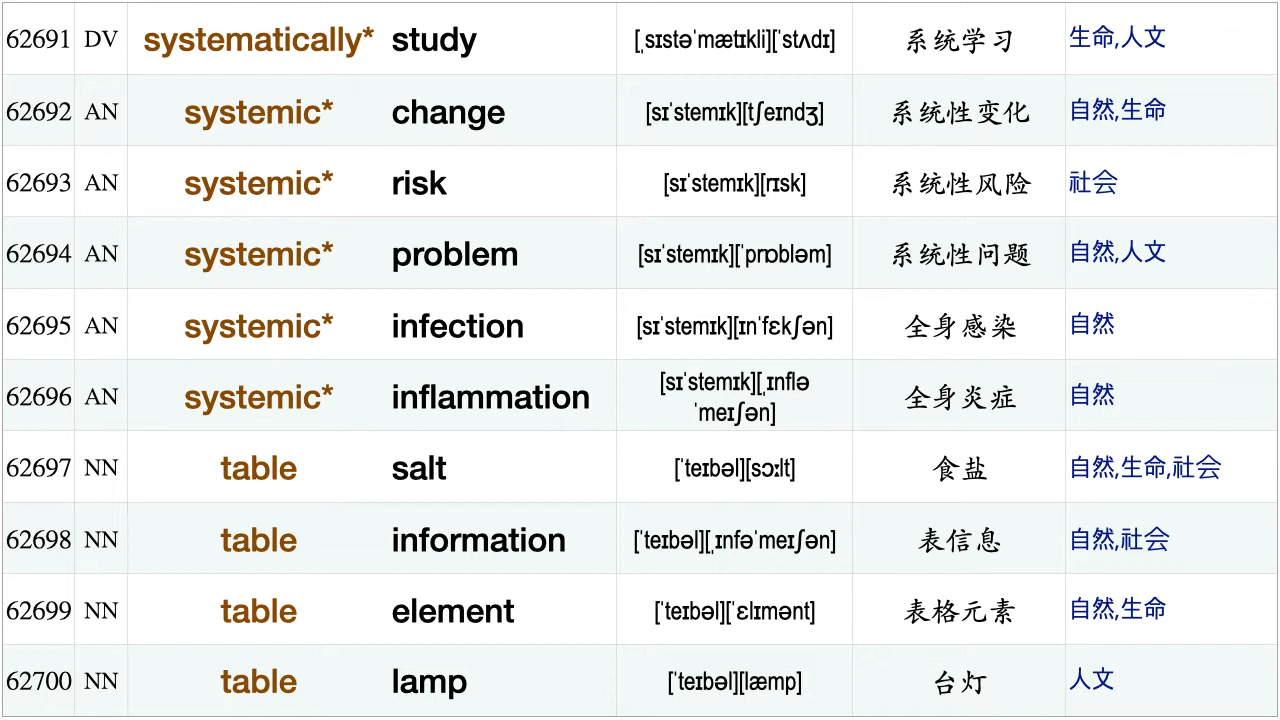 62691 DV systematically* study [ˌsɪstəˈmætɪkli][ˈstʌdɪ] 系统学习 生命,人文
62692 AN systemic* change [sɪˈstemɪk][tʃeɪndʒ] 系统性变化 自然,生命
62693 AN systemic* risk [sɪˈstemɪk][rɪsk] 系统性风险 社会
62694 AN systemic* problem [sɪˈstemɪk][ˈprɒbləm] 系统性问题 自然,人文
62695 AN systemic* infection [sɪˈstemɪk][ɪnˈfɛkʃən] 全身感染 自然
62696 AN systemic* inflammation [sɪˈstemɪk][ˌɪnflə
ˈmeɪʃən] 全身炎症 自然
62697 NN table salt [ˈteɪbəl][sɔːlt] 食盐 自然,生命,社会
62698 NN table information [ˈteɪbəl][ˌɪnfəˈmeɪʃən] 表信息 自然,社会
62699 NN table element [ˈteɪbəl][ˈɛlɪmənt] 表格元素 自然,生命
62700 NN table lamp [ˈteɪbəl][læmp] 台灯 人文